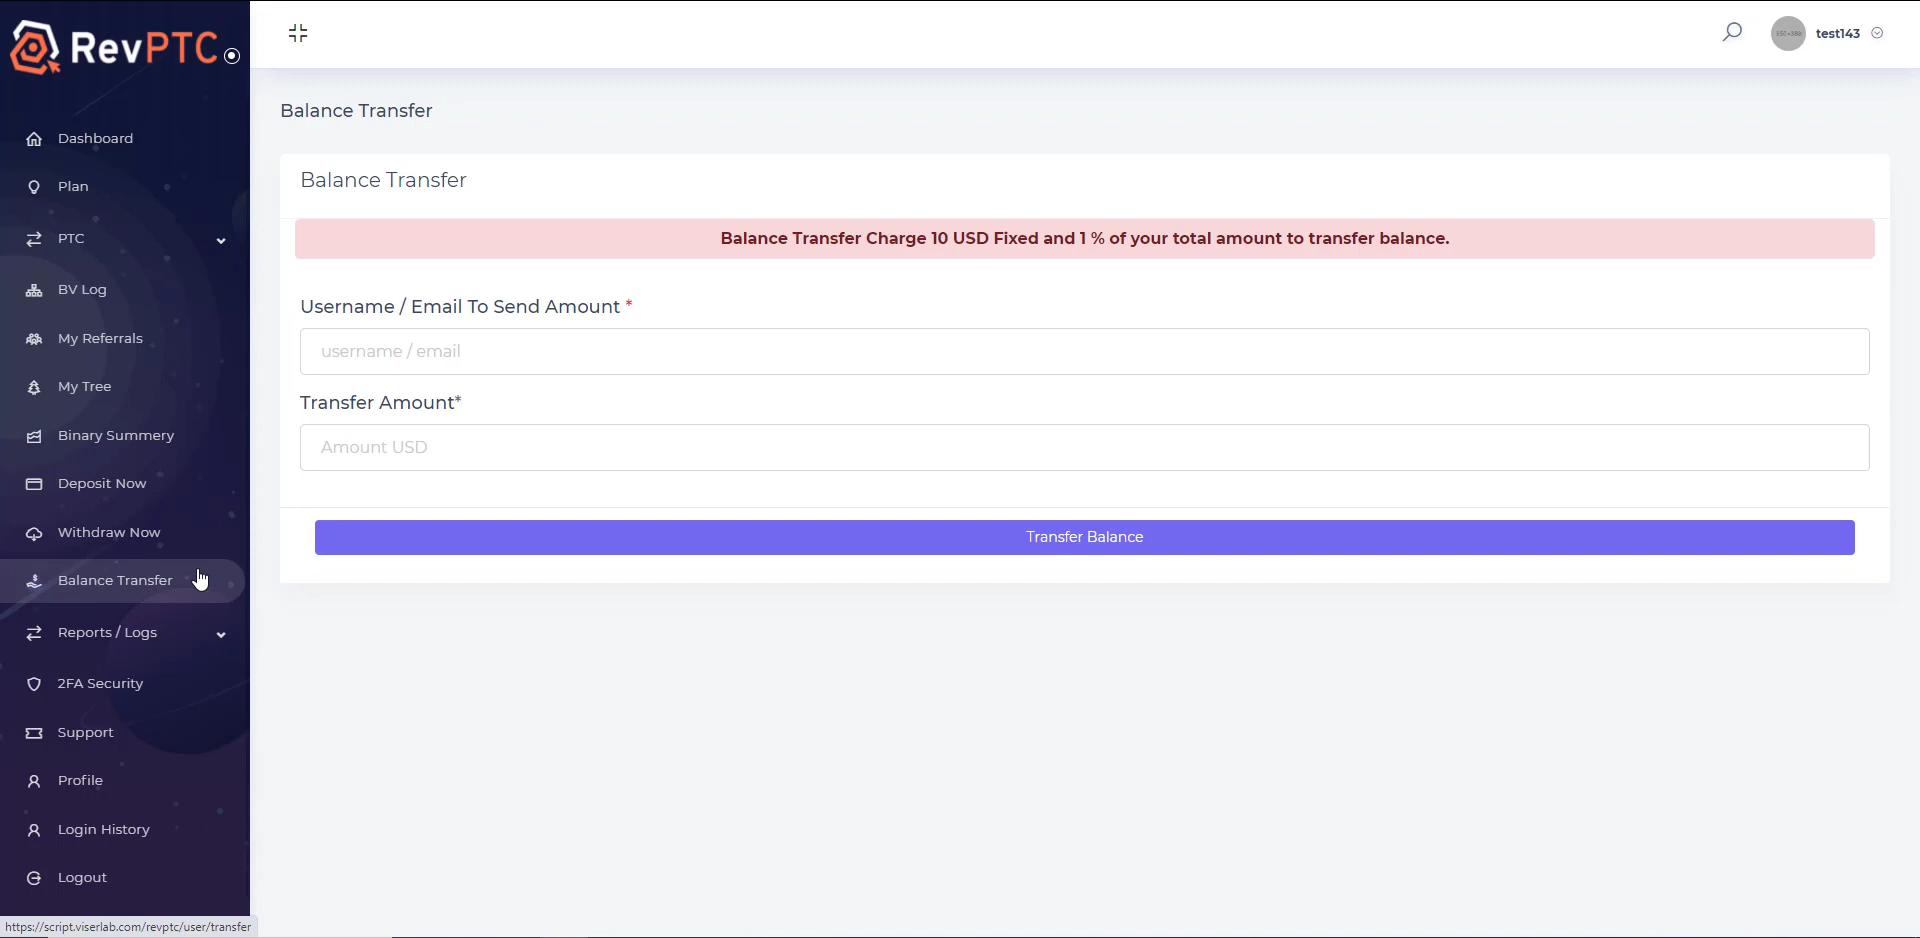 RevPTC
test143
Balance Transfer
Dashboard
Plan
PTC
BV Log
My Referrals
My Tree
Binary Summery
Deposit Now
Withdraw Now
Balance Transfer
Reports / Logs
2FA Security
Support
Profile
Login History
Logout
Balance Transfer
Balance Transfer Charge 10 USD Fixed and 1 % of your total amount to transfer balance.
Username / Email To Send Amount *
username / email
Transfer Amount*
Amount USD
Transfer Balance
https://script.viserlab.com/revptc/user/transfer